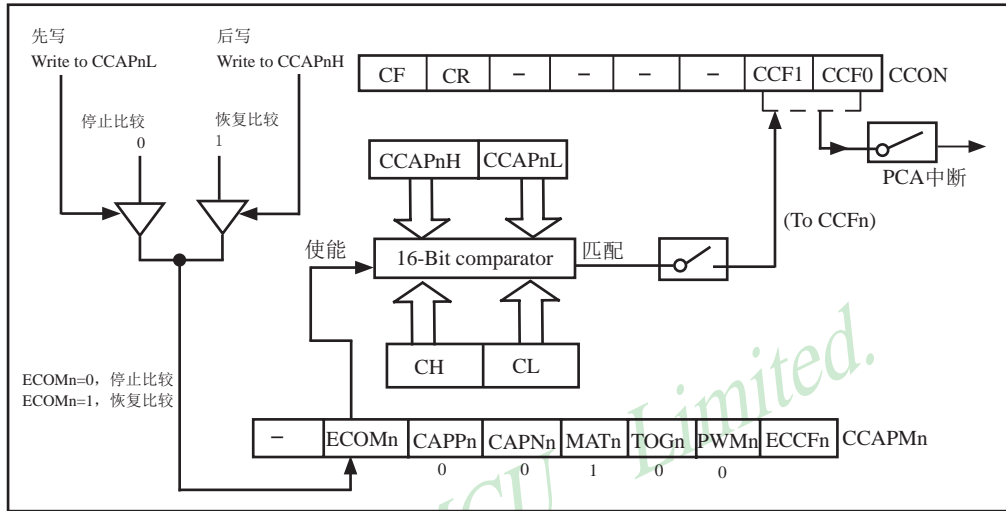 先写
Write to CCAPnL
后写
Write to CCAPnH
停止比较
0
恢复比较
1
CF CR – – – – CCF1 CCF0 CCON
PCA中断
CCAPnH CCAPnL
(To CCFn)
使能
16-Bit comparator
匹配
CH CL
ECOMn=0，停止比较
ECOMn=1，恢复比较
– ECOMn CAPPn CAPNn MATn TOGn PWMn ECCFn CCAPMn
0 0 1 0 0
MCU Limited.